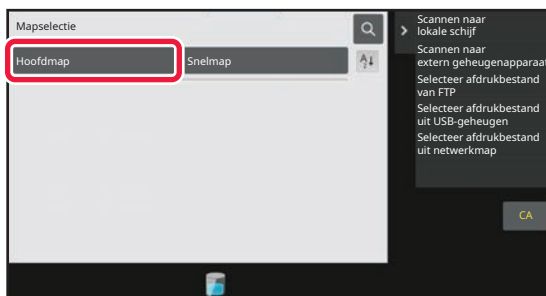 Mapselectie
Hoofdmap
Snelmap
Scannen naar
lokale schijf
Scannen naar
extern geheugenapparaat
Selecteer afdrukbestand
van FTP
Selecteer afdrukbestand
uit USB-geheugen
Selecteer afdrukbestand
uit netwerkmap
CA